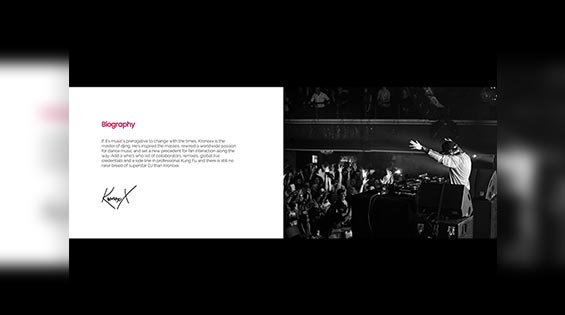 Biography
If it's music's prerogative to change with the times, Kronoxx is the
master of djing. He's inspired the masses, rewired a worldwide passion
for dance music and set a new precedent for fan interaction along the
way. Add a who's who list of collaborators, remixes, global live
credentials and a side line in professional Kung Fu, and there is still no
new breed of superstar DJ than Kronoxx